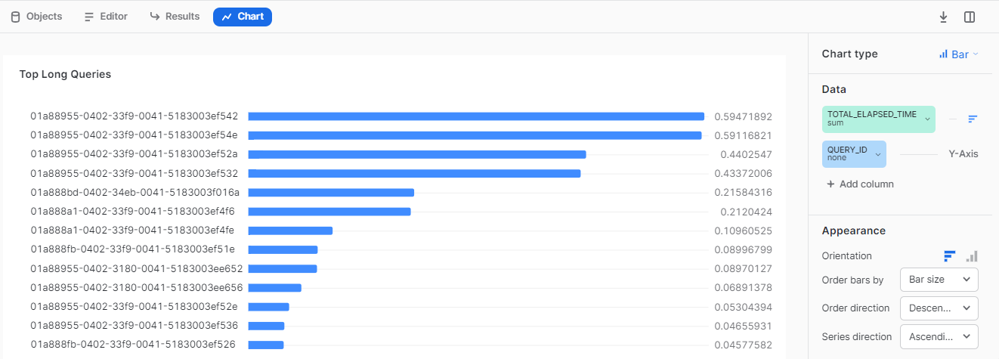 Objects
Editor
Results
Chart
Top Long Queries
01a88955-0402-33f9-0041-5183003ef542 0.59471892
01a88955-0402-33f9-0041-5183003ef54e 0.59116821
01a88955-0402-33f9-0041-5183003ef52a 0.4402547
01a88955-0402-33f9-0041-5183003ef532 0.43372006
01a888bd-0402-34eb-0041-5183003f016a 0.21584316
01a888a1-0402-33f9-0041-5183003ef4f6 0.2120424
01a888a1-0402-33f9-0041-5183003ef4fe 0.10960525
01a888fb-0402-33f9-0041-5183003ef51e 0.08996799
01a88955-0402-3180-0041-5183003ee652 0.08970127
01a88955-0402-3180-0041-5183003ee656 0.06891378
01a88955-0402-33f9-0041-5183003ef52e 0.05304394
01a88955-0402-33f9-0041-5183003ef536 0.04655931
01a888fb-0402-33f9-0041-5183003ef526 0.04577582
Chart type Bar
Data
TOTAL_ELAPSED_TIME
sum
QUERY_ID
none
Y-Axis
+ Add column
Appearance
Orientation
Order bars by Bar size
Order direction Descen...
Series direction Ascendi...